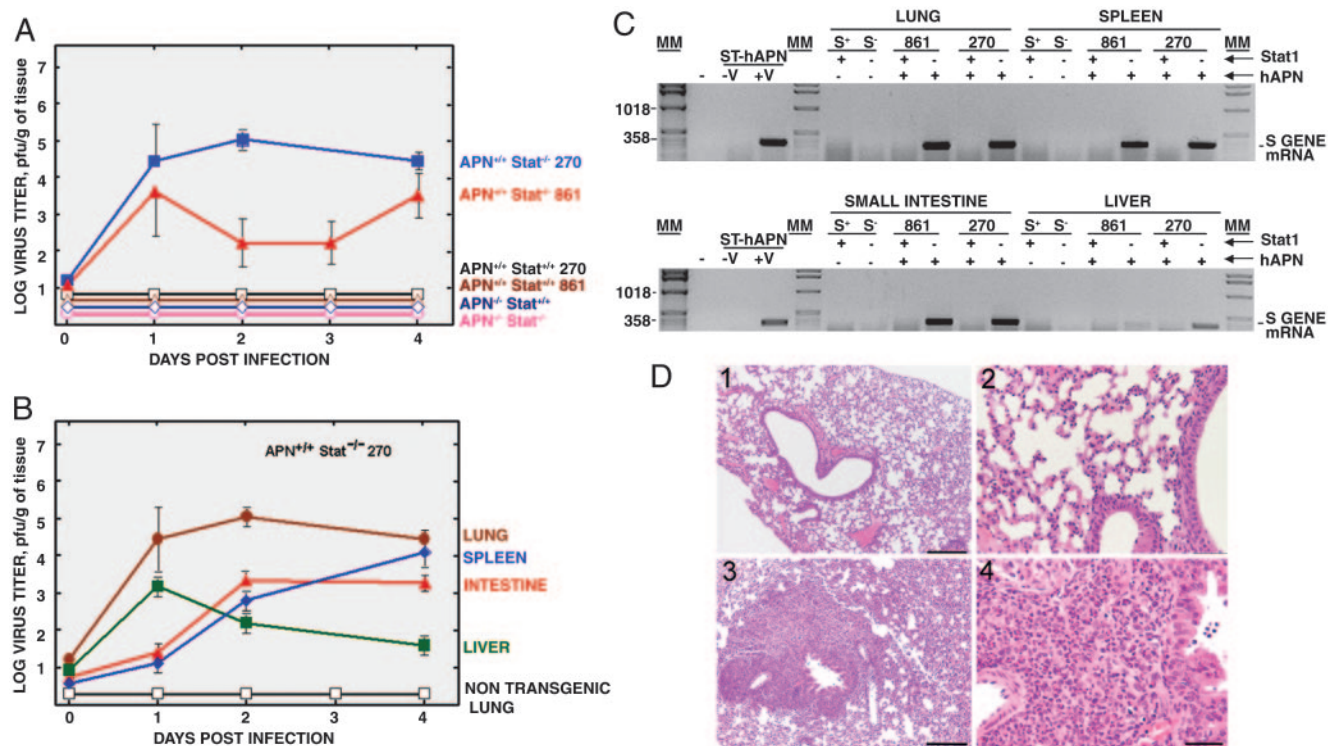 A
LOG VIRUS TITER, pfu/g of tissue
7
6
5
4
3
2
1
0 1 2 3 4
DAYS POST INFECTION
APN+/+ Stat-/- 270
APN+/+ Stat-/- 861
APN+/+ Stat+/+ 270
APN+/+ Stat+/+ 861
APN-/- Stat+/+
APN-/- Stat-/-
B
APN+/+ Stat-/- 270
LOG VIRUS TITER, pfu/g of tissue
7
6
5
4
3
2
1
0 1 2 3 4
DAYS POST INFECTION
LUNG
SPLEEN
INTESTINE
LIVER
NON TRANSGENIC
LUNG
C
LUNG SPLEEN
MM ST-hAPN MM S+ S- 861 270 S+ S- 861 270 MM
+ - + - + - + - + - + - Stat1
- -V +V + + + + + + + + hAPN
1018-
358-
-S GENE
mRNA
SMALL INTESTINE LIVER
MM ST-hAPN MM S+ S- 861 270 S+ S- 861 270 MM
+ - + - + - + - + - + - Stat1
- -V +V + + + + + + + + hAPN
1018-
358-
-S GENE
mRNA
D
1 2
3 4